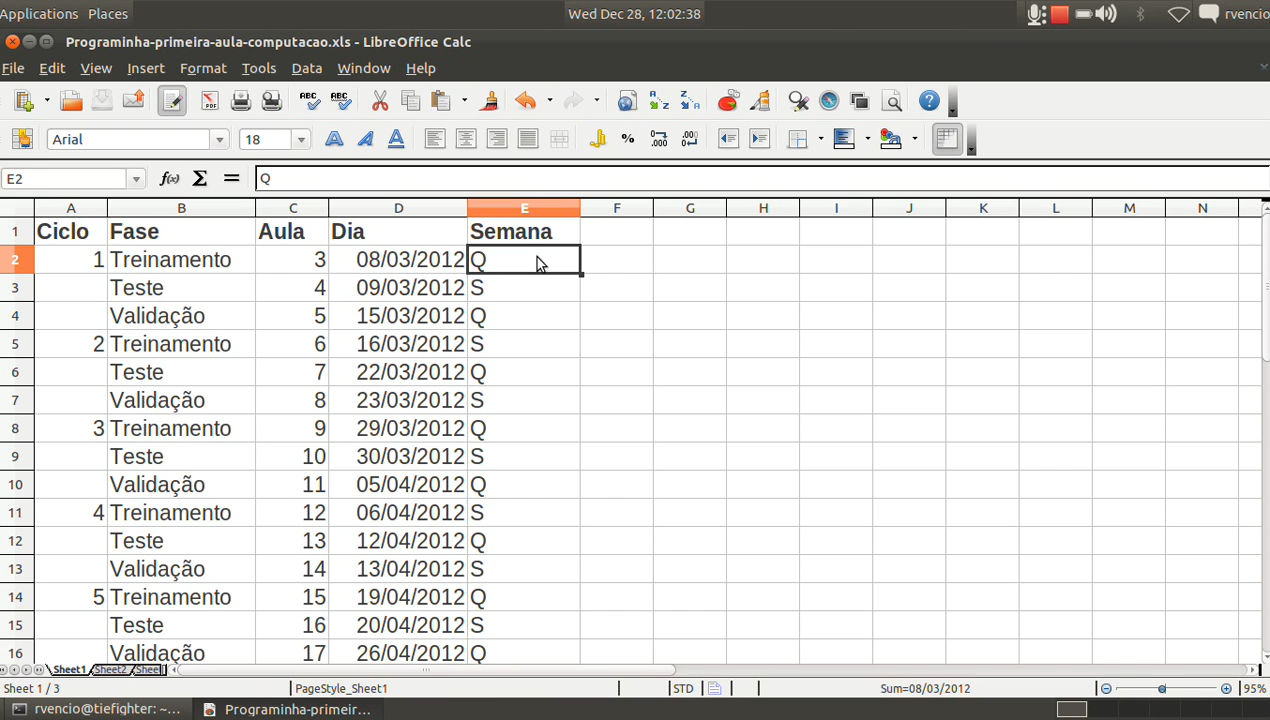 Applications Places Wed Dec 28, 12:02:38 rvencio
Programinha-primeira-aula-computacao.xls - LibreOffice Calc
File Edit View Insert Format Tools Data Window Help
Arial 18
E2 Q
A B C D E F G H I J K L M N
1 Ciclo Fase Aula Dia Semana
2 1 Treinamento 3 08/03/2012 Q
3 Teste 4 09/03/2012 S
4 Validação 5 15/03/2012 Q
5 2 Treinamento 6 16/03/2012 S
6 Teste 7 22/03/2012 Q
7 Validação 8 23/03/2012 S
8 3 Treinamento 9 29/03/2012 Q
9 Teste 10 30/03/2012 S
10 Validação 11 05/04/2012 Q
11 4 Treinamento 12 06/04/2012 S
12 Teste 13 12/04/2012 Q
13 Validação 14 13/04/2012 S
14 5 Treinamento 15 19/04/2012 Q
15 Teste 16 20/04/2012 S
16 Validação 17 26/04/2012 Q
Sheet1 Sheet2 Sheet
Sheet 1 / 3 PageStyle_Sheet1 STD Sum=08/03/2012 95%
rvencio@tiefighter: ~... Programinha-primeir...